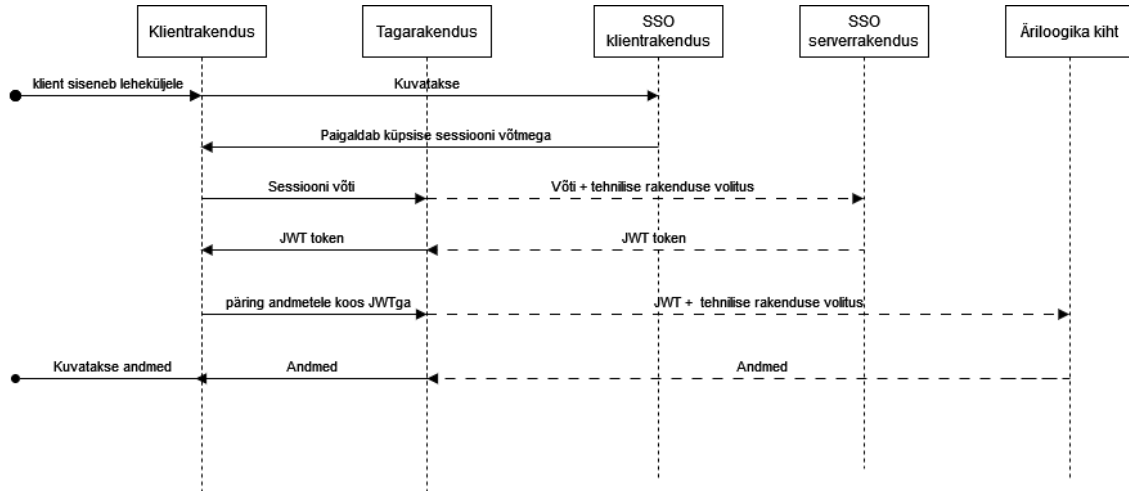 Klientrakendus
Tagarakendus
SSO
klientrakendus
SSO
serverrakendus
Äriloogika kiht
klient siseneb leheküljele
Kuvatakse
Paigaldab küpsise sessiooni võtmega
Sessiooni võti
Võti + tehnilise rakenduse volitus
JWT token
JWT token
päring andmetele koos JWTga
JWT + tehnilise rakenduse volitus
Kuvatakse andmed
Andmed
Andmed